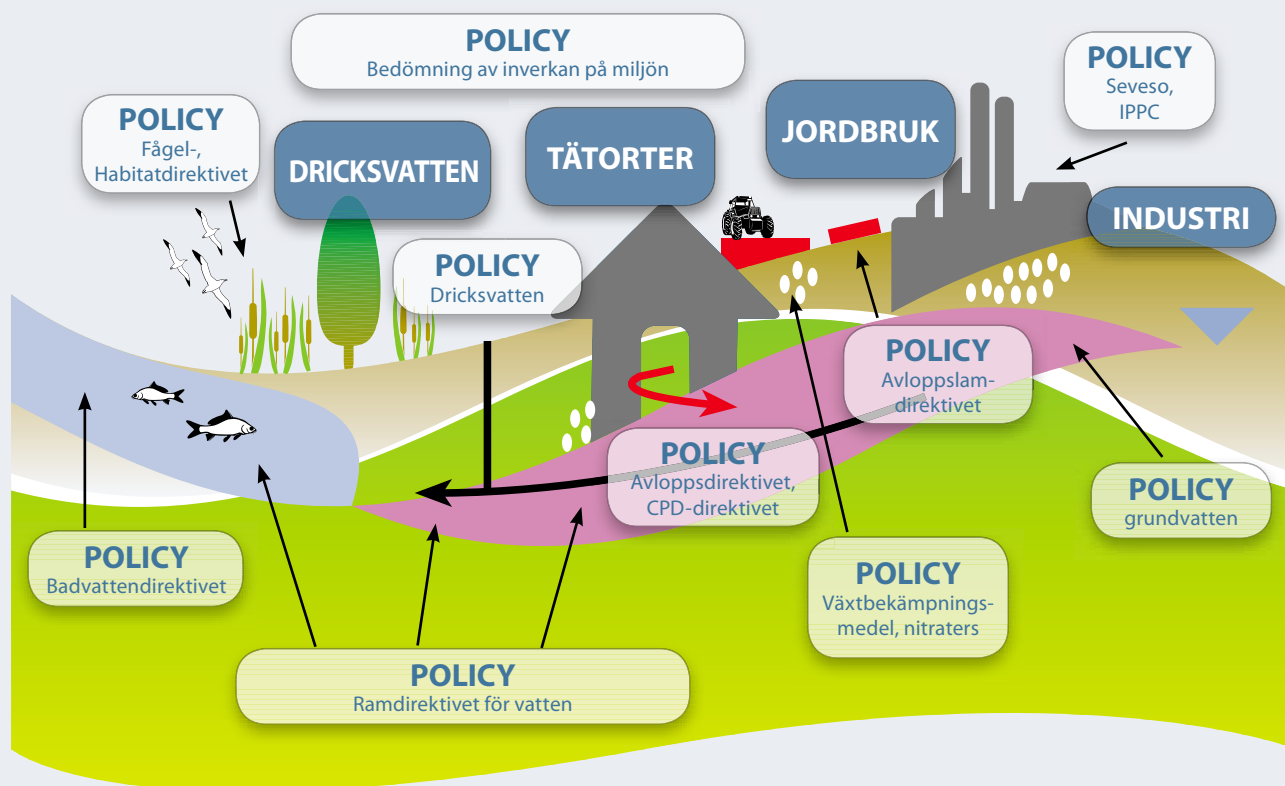 POLICY
Bedömning av inverkan på miljön
POLICY
Seveso,
IPPC
POLICY
Fågel-,
Habitatdirektivet
DRICKSVATTEN
TÄTORTER
JORDBRUK
INDUSTRI
POLICY
Dricksvatten
POLICY
Avloppslam-
direktivet
POLICY
Avloppsdirektivet,
CPD-direktivet
POLICY
grundvatten
POLICY
Badvattendirektivet
POLICY
Växtbekämpnings-
medel, nitraters
POLICY
Ramdirektivet för vatten